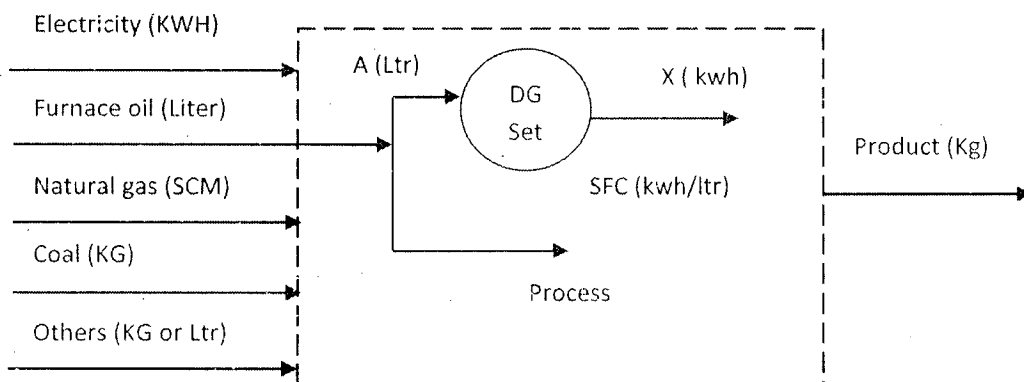 Electricity (KWH)
A (Ltr)
X ( kwh)
Furnace oil (Liter)
DG
Set
Product (Kg)
Natural gas (SCM)
SFC (kwh/ltr)
Coal (KG)
Process
Others (KG or Ltr)